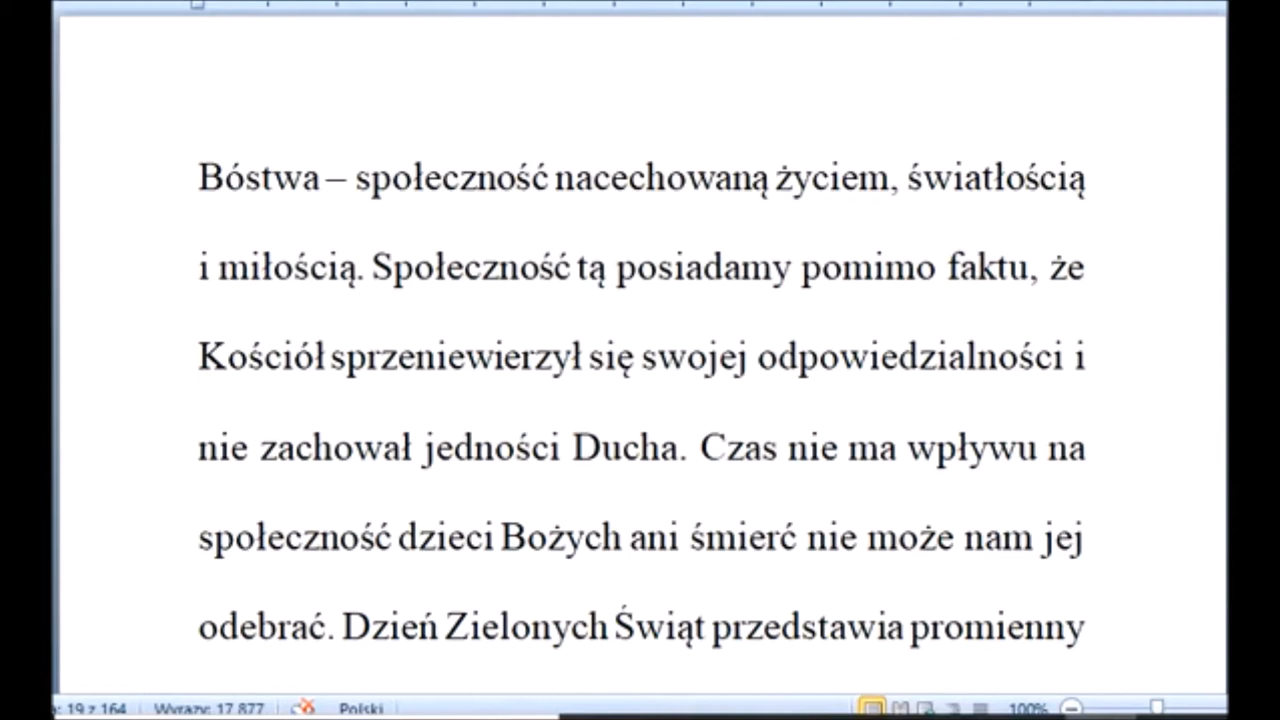 Bóstwa – społeczność nacechowaną życiem, światłością
i miłością. Społeczność tą posiadamy pomimo faktu, że
Kościół sprzeniewierzył się swojej odpowiedzialności i
nie zachował jedności Ducha. Czas nie ma wpływu na
społeczność dzieci Bożych ani śmierć nie może nam jej
odebrać. Dzień Zielonych Świąt przedstawia promienny
: 19 z 164 Wyrazy: 17 877 Polski 100%